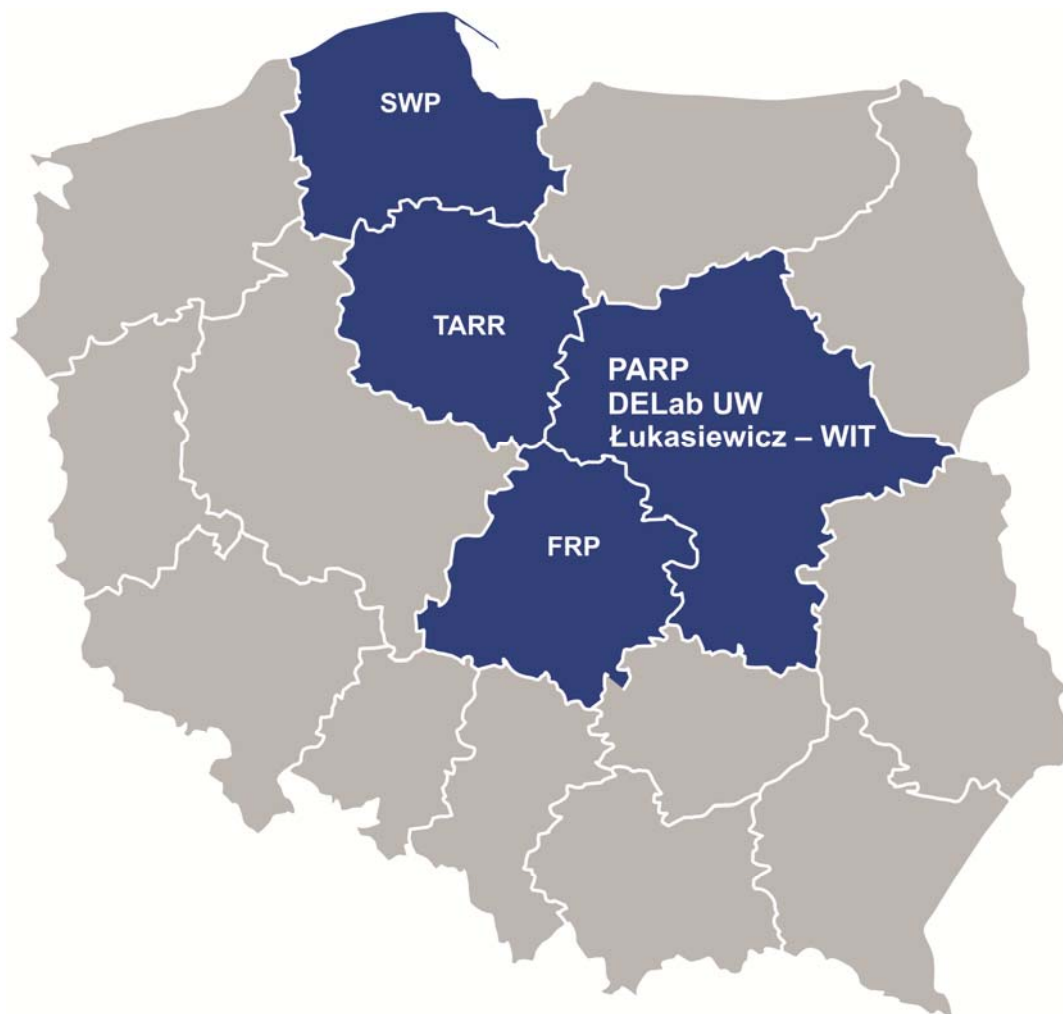 SWP
TARR
PARP
DELab UW
Łukasiewicz – WIT
FRP